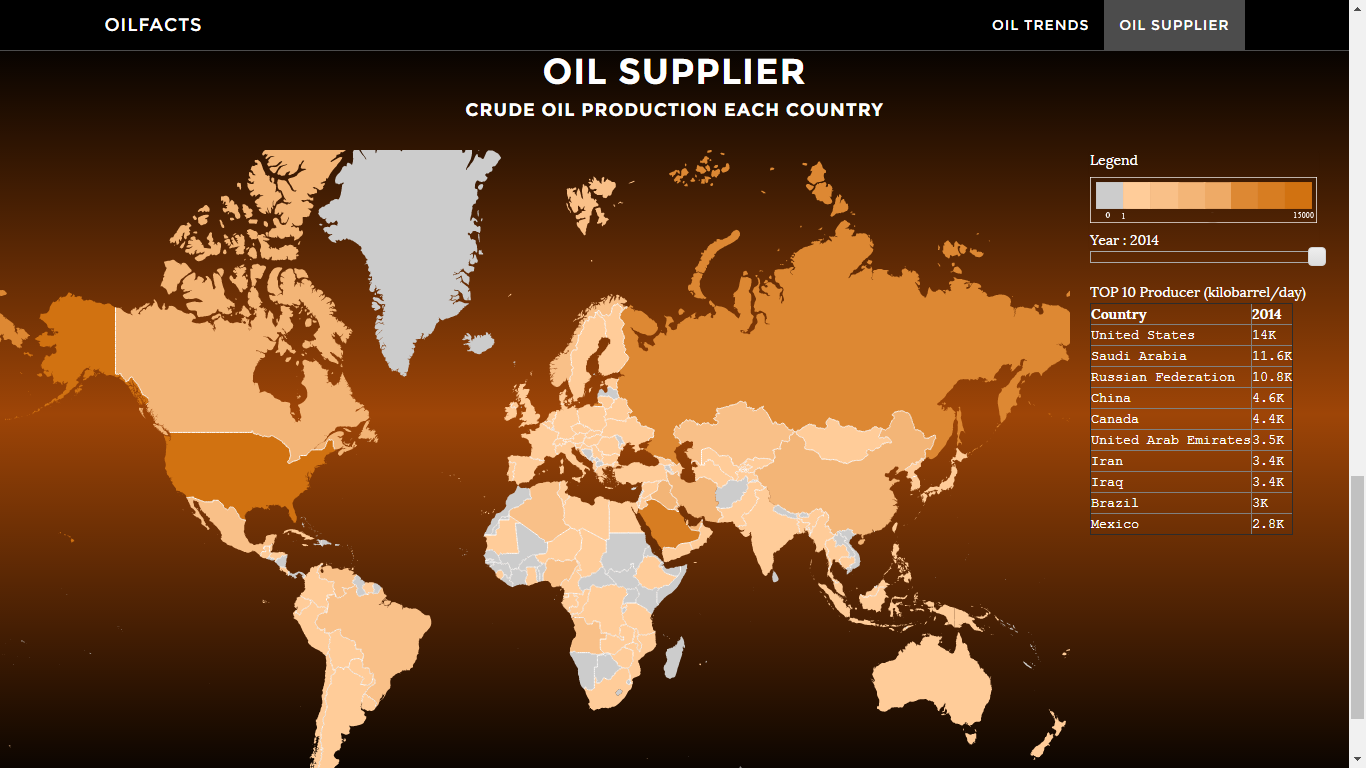 OILFACTS
OIL TRENDS
OIL SUPPLIER
OIL SUPPLIER
CRUDE OIL PRODUCTION EACH COUNTRY
Legend
0 1 15000
Year : 2014
TOP 10 Producer (kilobarrel/day)
Country 2014
United States 14K
Saudi Arabia 11.6K
Russian Federation 10.8K
China 4.6K
Canada 4.4K
United Arab Emirates 3.5K
Iran 3.4K
Iraq 3.4K
Brazil 3K
Mexico 2.8K